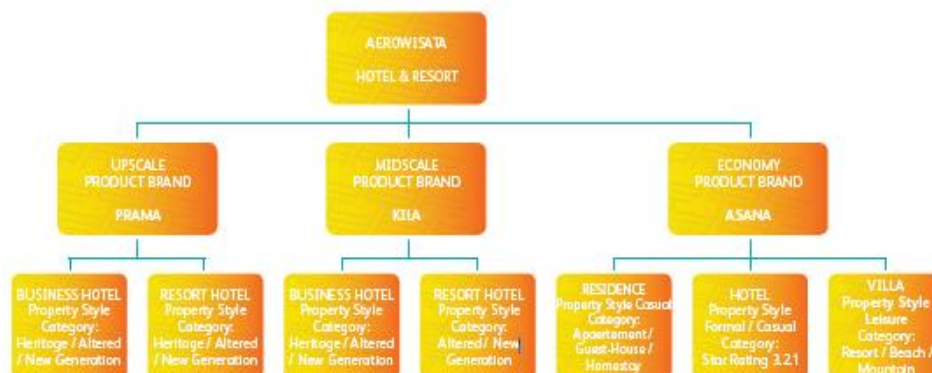 AEROWISATA
HOTEL & RESORT
UPSCALE
PRODUCT BRAND
PRAMA
MIDSCALE
PRODUCT BRAND
KILA
ECONOMY
PRODUCT BRAND
ASANA
BUSINESS HOTEL
Property Style
Category:
Heritage / Altered
/ New Generation
RESORT HOTEL
Property Style
Category:
Heritage / Altered
/ New Generation
BUSINESS HOTEL
Property Style
Category:
Heritage / Altered
/ New Generation
RESORT HOTEL
Property Style
Category:
Altered / New
Generation
RESIDENCE
Property Style Casual
Category:
Appartement /
Guest-House /
Homestay
HOTEL
Property Style
Formal / Casual
Category:
Star Rating 3.2.1
VILLA
Property Style
Leisure
Category:
Resort / Beach /
Mountain